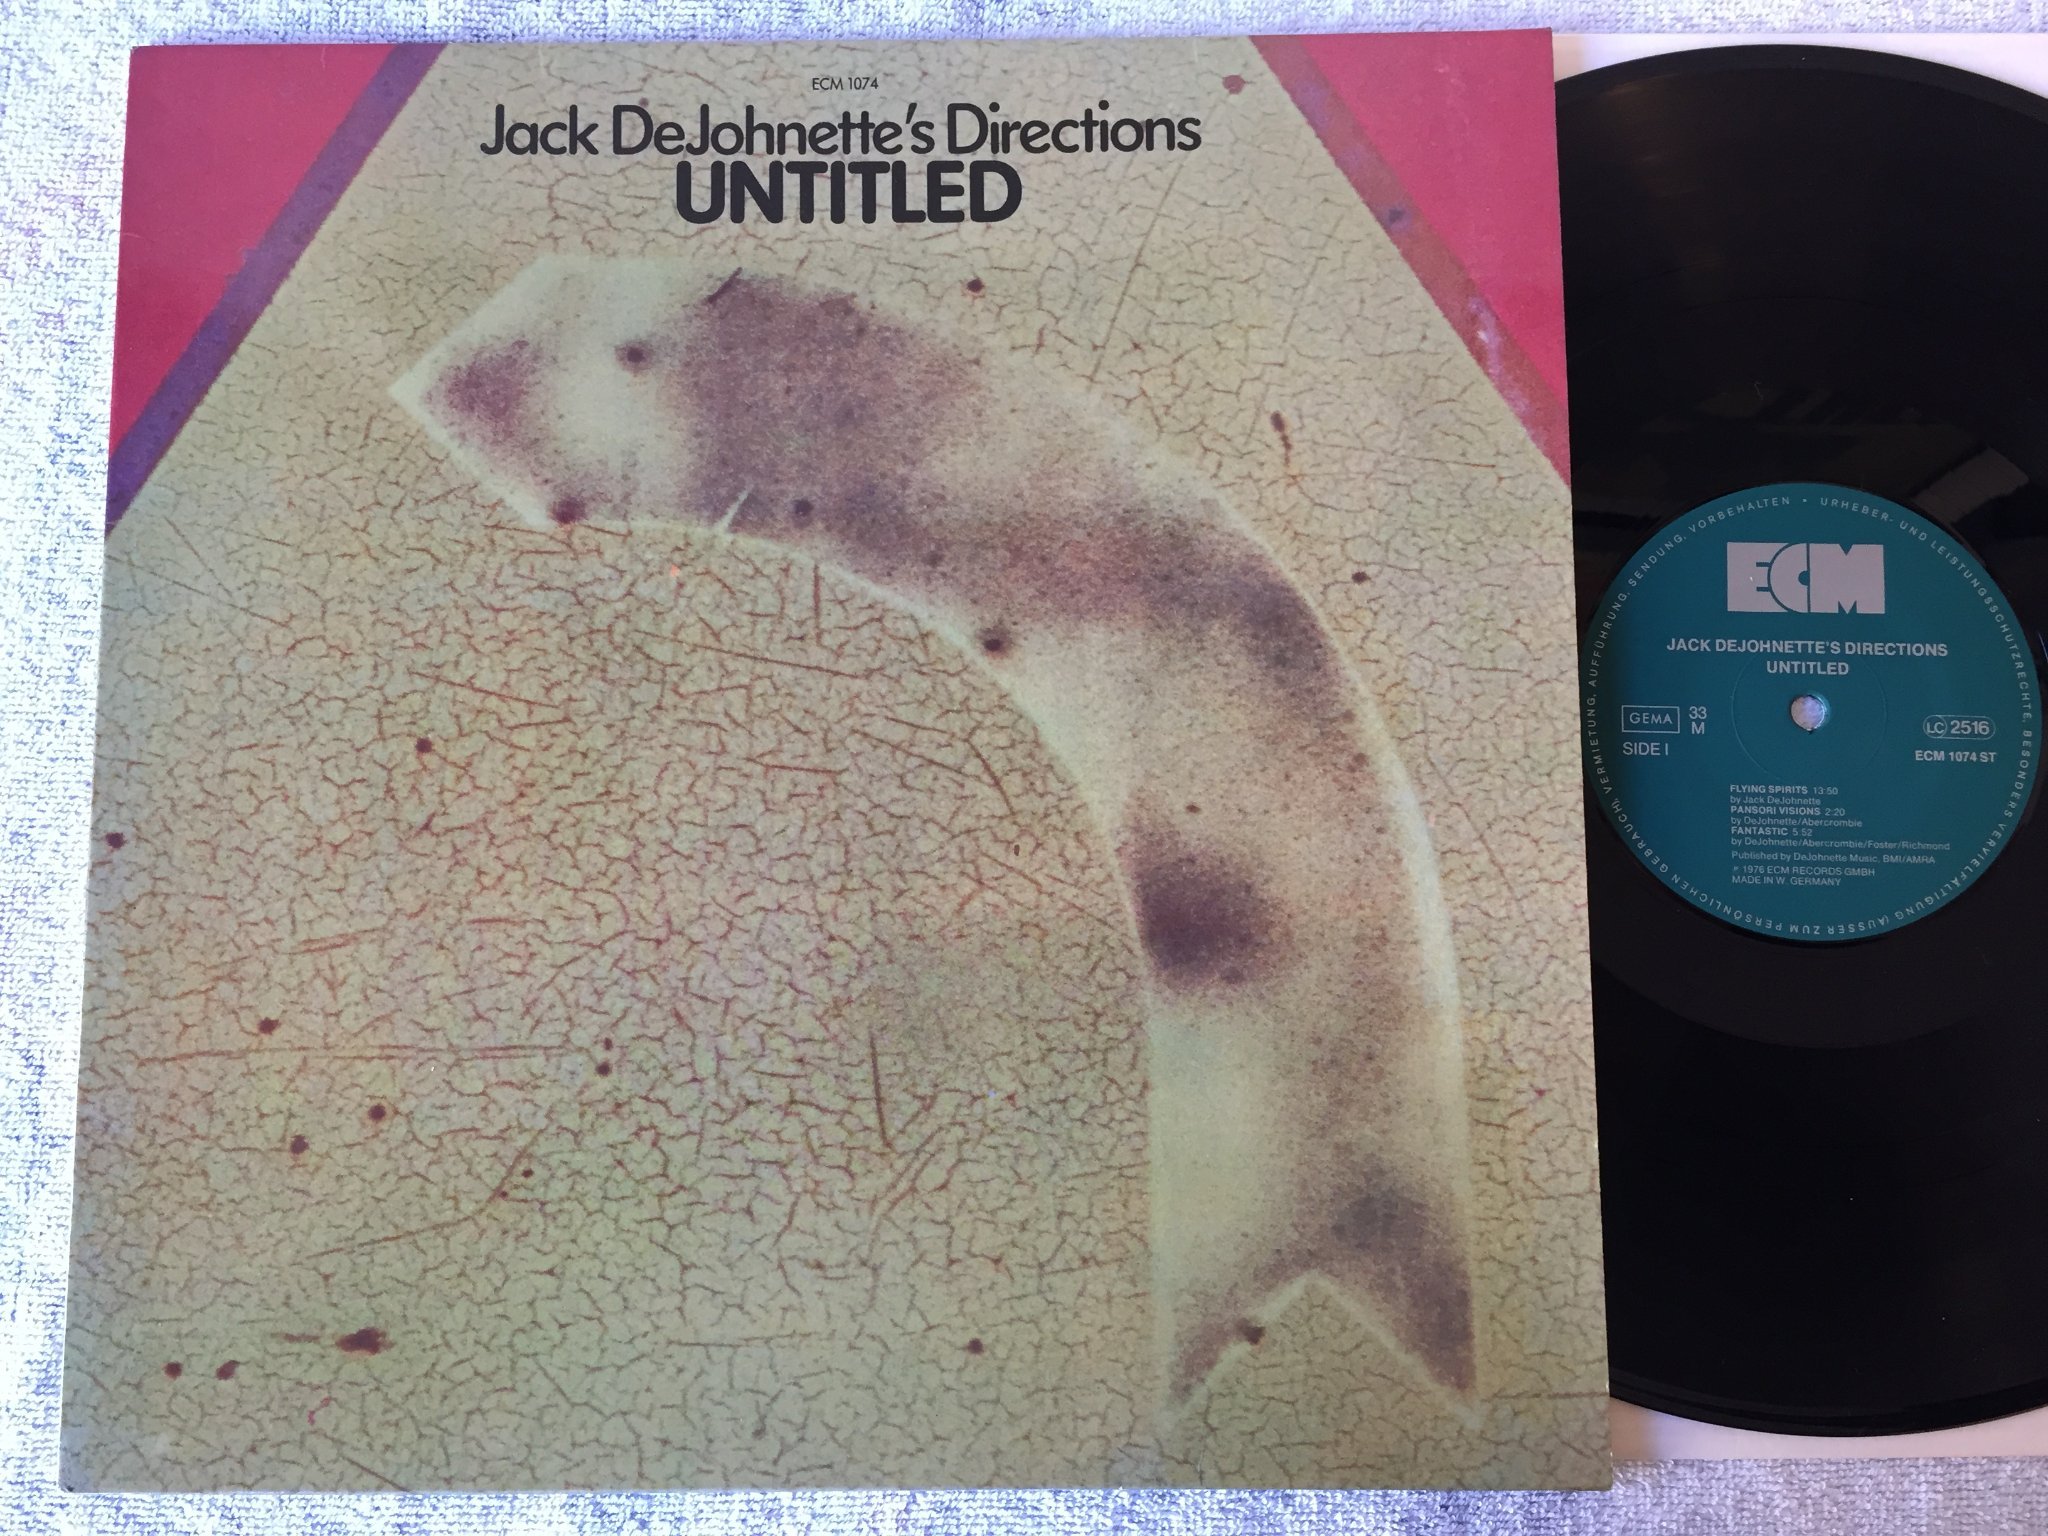 ECM 1074
Jack DeJohnette's Directions
UNTITLED
ECM
JACK DEJOHNETTE'S DIRECTIONS
UNTITLED
GEMA
33
M
SIDE I
LC 2516
ECM 1074 ST
FLYING SPIRITS 13:50
by Jack DeJohnette
PANSORI VISIONS 2:20
by DeJohnette/Abercrombie
FANTASTIC 5:52
by DeJohnette/Abercrombie/Foster/Richmond
Published by DeJohnette Music, BMI/AMRA
℗ 1976 ECM RECORDS GMBH
MADE IN W. GERMANY
URHEBER- UND LEISTUNGSSCHUTZRECHTE, BESONDERS VERVIELFÄLTIGUNG (AUSSER ZUM PERSÖNLICHEN GEBRAUCH), VERMIETUNG, AUFFÜHRUNG, SENDUNG, VORBEHALTEN •